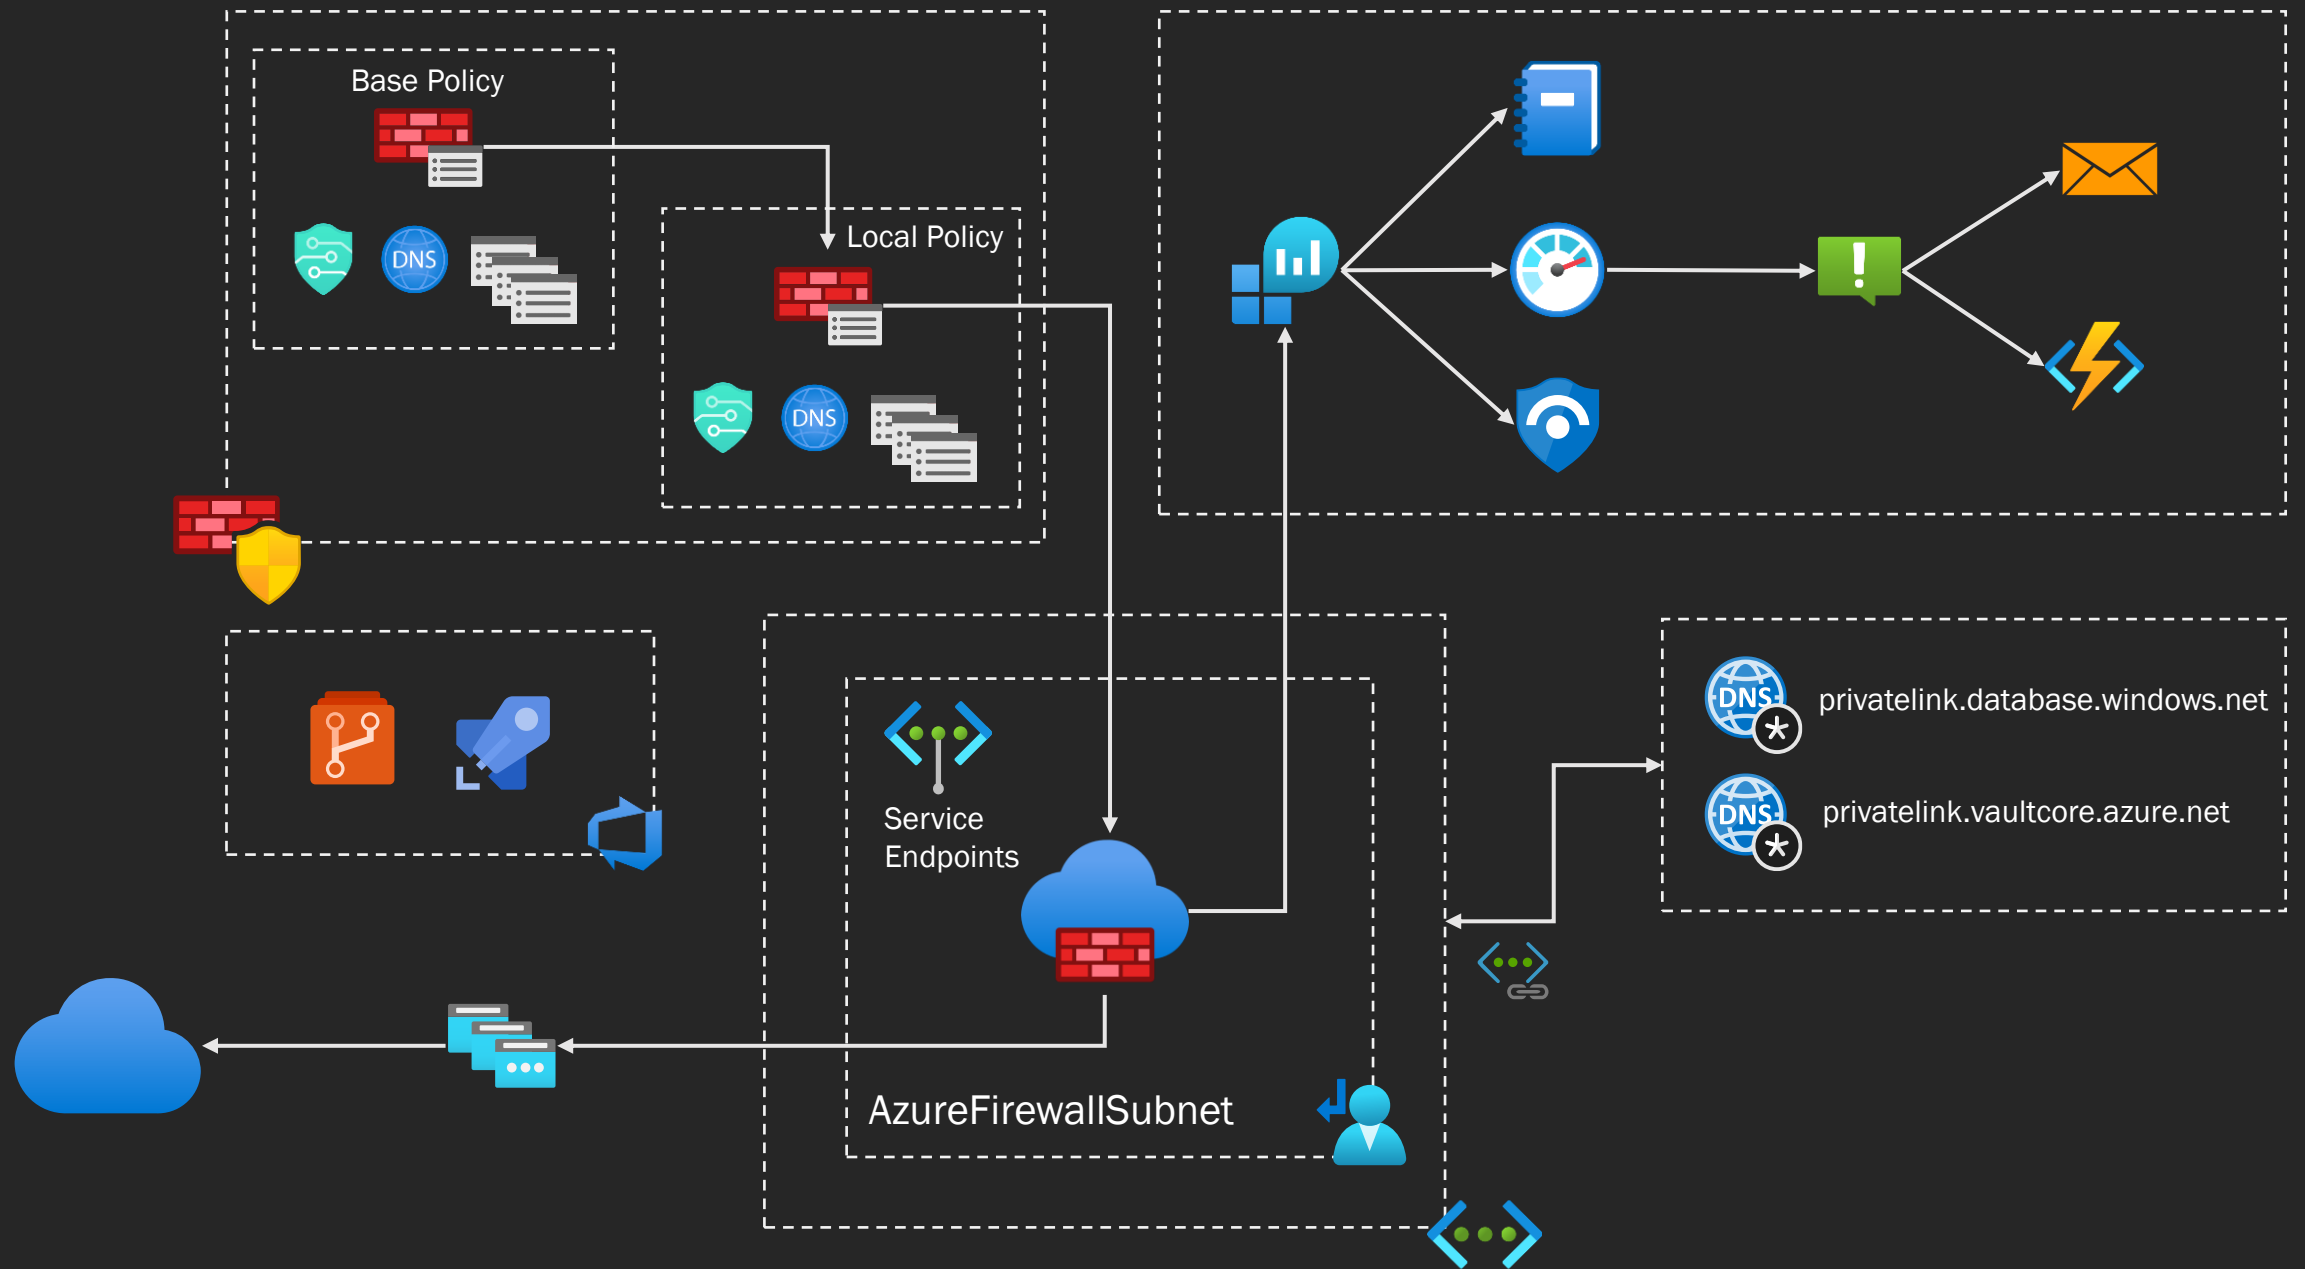 Base Policy
DNS
Local Policy
DNS
Service
Endpoints
AzureFirewallSubnet
DNS
privatelink.database.windows.net
DNS
privatelink.vaultcore.azure.net